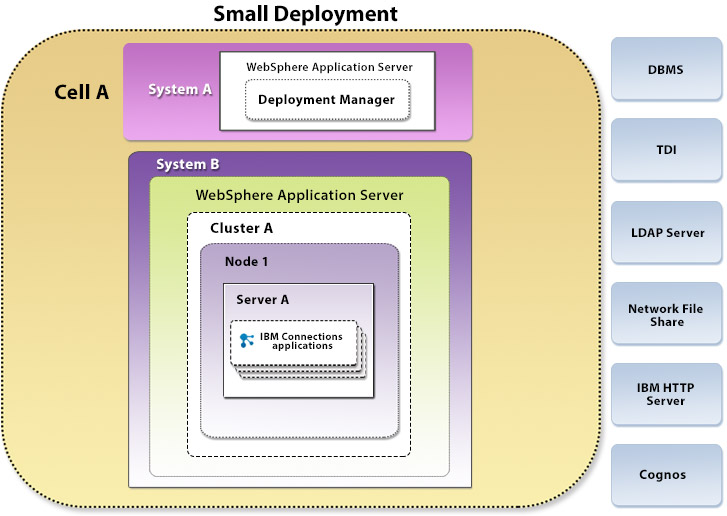 Small Deployment
Cell A
System A
WebSphere Application Server
Deployment Manager
System B
WebSphere Application Server
Cluster A
Node 1
Server A
IBM Connections
applications
DBMS
TDI
LDAP Server
Network File
Share
IBM HTTP
Server
Cognos